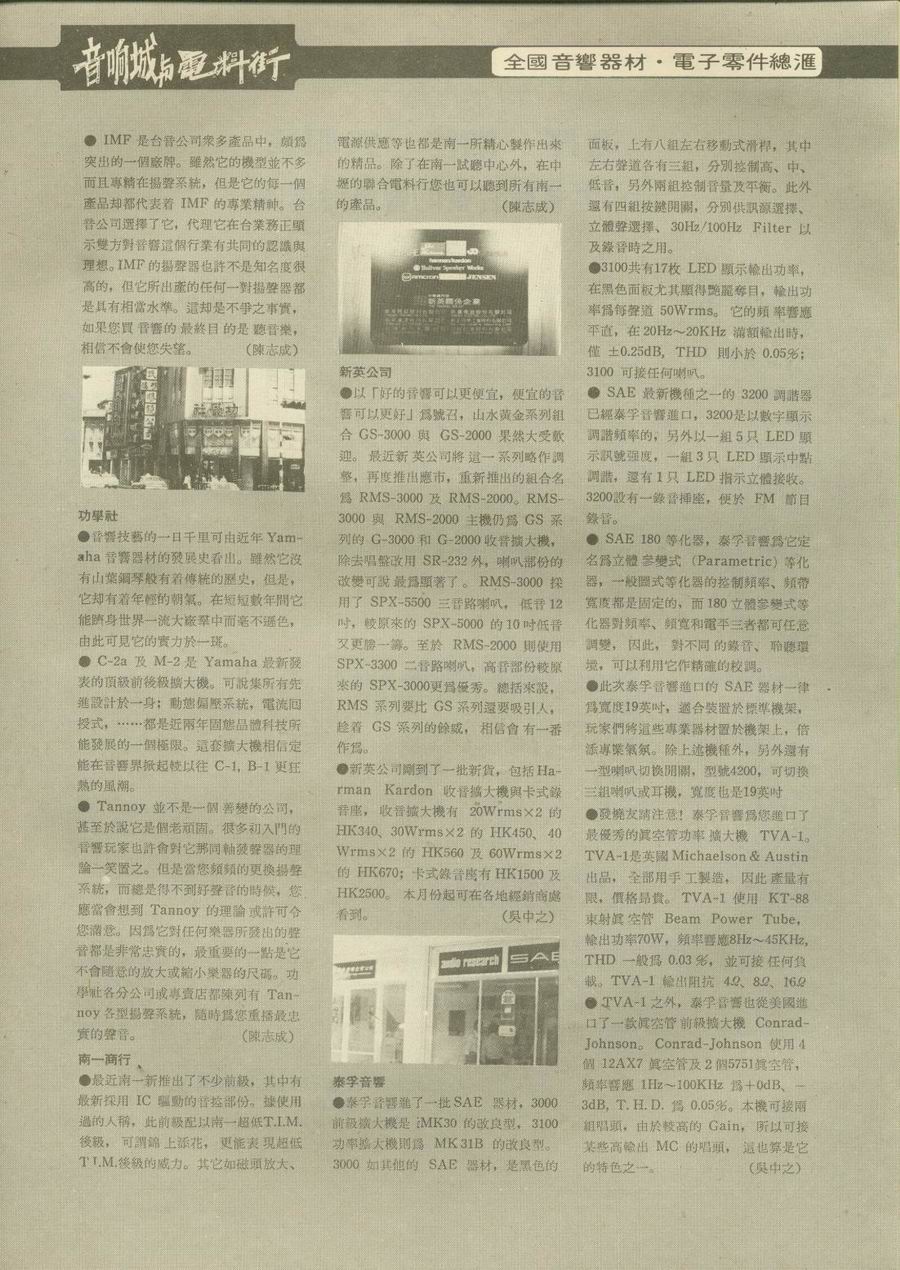 音响城与電料街
全國音響器材・電子零件總滙
● IMF 是台音公司衆多產品中，頗爲
突出的一個廠牌。雖然它的機型並不多
而且專精在揚聲系統，但是它的每一個
產品却都代表着 IMF 的專業精神。台
音公司選擇了它，代理它在台業務正顯
示雙方對音響這個行業有共同的認識與
理想。IMF 的揚聲器也許不是知名度很
高的，但它所出產的任何一對揚聲器都
是具有相當水準。這却是不爭之事實，
如果您買音響的最終目的是聽音樂，
相信不會使您失望。 （陳志成）
功學社
功學社
●音響技藝的一日千里可由近年 Yam-
aha 音響器材的發展史看出。雖然它沒
有山葉鋼琴般有着傳統的歷史，但是，
它却有着年輕的朝氣。在短短數年間它
能躋身世界一流大廠羣中而毫不遜色，
由此可見它的實力於一斑。
● C-2a 及 M-2 是 Yamaha 最新發
表的頂級前後級擴大機。可說集所有先
進設計於一身；動態偏壓系統，電流囘
授式，……都是近兩年固態晶體科技所
能發展的一個極限。這套擴大機相信定
能在音響界掀起較以往 C-1, B-1 更狂
熱的風潮。
● Tannoy 並不是一個善變的公司，
甚至於說它是個老頑固。很多初入門的
音響玩家也許會對它那同軸發聲器的理
論一笑置之。但是當您頻頻的更換揚聲
系統，而總是得不到好聲音的時候，您
應當會想到 Tannoy 的理論或許可令
您滿意。因爲它對任何樂器所發出的聲
音都是非常忠實的，最重要的一點是它
不會隨意的放大或縮小樂器的尺碼。功
學社各分公司或專賣店都陳列有 Tan-
noy 各型揚聲系統，隨時爲您重播最忠
實的聲音。 （陳志成）
南一商行
●最近南一新推出了不少前級，其中有
最新採用 IC 驅動的音控部份。據使用
過的人稱，此前級配以南一超低T.I.M.
後級，可謂錦上添花，更能表現超低
T.I.M.後級的威力。其它如磁頭放大、
電源供應等也都是南一所精心製作出來
的精品。除了在南一試聽中心外，在中
壢的聯合電料行您也可以聽到所有南一
的產品。 （陳志成）
harman/kardon
Bolivar Speaker Works
amcron JENSEN
新英關係企業
新英公司
●以「好的音響可以更便宜，便宜的音
響可以更好」爲號召，山水黃金系列組
合 GS-3000 與 GS-2000 果然大受歡
迎。最近新英公司將這一系列略作調
整，再度推出應市，重新推出的組合名
爲 RMS-3000 及 RMS-2000。RMS-
3000 與 RMS-2000 主機仍爲 GS 系
列的 G-3000 和 G-2000 收音擴大機，
除去唱盤改用 SR-232 外，喇叭部份的
改變可說最爲顯著了。RMS-3000 採
用了 SPX-5500 三音路喇叭，低音12
吋，較原來的 SPX-5000 的10吋低音
又更勝一籌。至於 RMS-2000 則使用
SPX-3300 二音路喇叭，高音部份較原
來的 SPX-3000更爲優秀。總括來說，
RMS 系列要比 GS 系列還要吸引人，
趁着 GS 系列的餘威，相信會有一番
作爲。
●新英公司剛到了一批新貨，包括Ha-
rman Kardon 收音擴大機與卡式錄
音座，收音擴大機有 20Wrms×2 的
HK340、30Wrms×2 的 HK450、40
Wrms×2 的 HK560 及 60Wrms×2
的 HK670；卡式錄音座有HK1500 及
HK2500。本月份起可在各地經銷商處
看到。 （吳中之）
audio research SAE
泰孚音響
●泰孚音響進了一批SAE 器材，3000
前級擴大機是 iMK30 的改良型，3100
功率擴大機則爲 MK31B 的改良型。
3000 如其他的 SAE 器材，是黑色的
面板，上有八組左右移動式滑桿，其中
左右聲道各有三組，分別控制高、中、
低音，另外兩組控制音量及平衡。此外
還有四組按鍵開關，分別供訊源選擇、
立體聲選擇、30Hz/100Hz Filter 以
及錄音時之用。
●3100共有17枚 LED 顯示輸出功率，
在黑色面板尤其顯得艷麗奪目，輸出功
率爲每聲道 50Wrms。它的頻率響應
平直，在20Hz～20KHz 滿額輸出時，
僅 ±0.25dB，THD 則小於 0.05%；
3100 可接任何喇叭。
● SAE 最新機種之一的 3200 調諧器
已經泰孚音響進口，3200是以數字顯示
調諧頻率的，另外以一組5只 LED 顯
示訊號强度，一組3只 LED 顯示中點
調諧，還有1只 LED 指示立體接收。
3200設有一錄音揷座，便於 FM 節目
錄音。
● SAE 180 等化器，泰孚音響爲它定
名爲立體參變式（Parametric）等化
器，一般圖式等化器的控制頻率、頻帶
寬度都是固定的，而180立體參變式等
化器對頻率、頻寬和電平三者都可任意
調變，因此，對不同的錄音、聆聽環
境，可以利用它作精確的校調。
●此次泰孚音響進口的 SAE 器材一律
爲寬度19英吋，適合裝置於標準機架，
玩家們將這些專業器材置於機架上，倍
添專業氣氛。除上述機種外，另外還有
一型喇叭切換開關，型號4200，可切換
三組喇叭或耳機，寬度也是19英吋
●發燒友請注意！泰孚音響爲您進口了
最優秀的眞空管功率擴大機 TVA-1。
TVA-1是英國 Michaelson & Austin
出品，全部用手工製造，因此產量有
限，價格昂貴。TVA-1 使用 KT-88
束射眞空管 Beam Power Tube，
輸出功率70W，頻率響應8Hz～45KHz，
THD 一般爲 0.03%，並可接任何負
載。TVA-1 輸出阻抗 4Ω、8Ω、16Ω
● TVA-1 之外，泰孚音響也從美國進
口了一款眞空管前級擴大機 Conrad-
Johnson。Conrad-Johnson 使用4
個 12AX7 眞空管及2個5751眞空管，
頻率響應 1Hz～100KHz 爲+0dB、－
3dB，T.H.D. 爲 0.05%。本機可接兩
組唱頭，由於較高的 Gain，所以可接
某些高輸出 MC 的唱頭，這也算是它
的特色之一。 （吳中之）